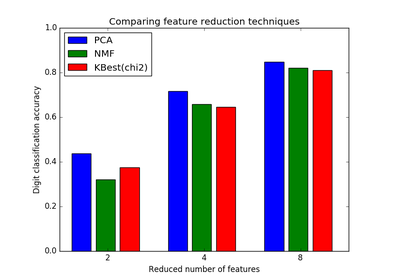 Comparing feature reduction techniques
1.0
PCA
NMF
KBest(chi2)
0.8
0.6
0.4
0.2
0.0
Digit classification accuracy
2 4 8
Reduced number of features